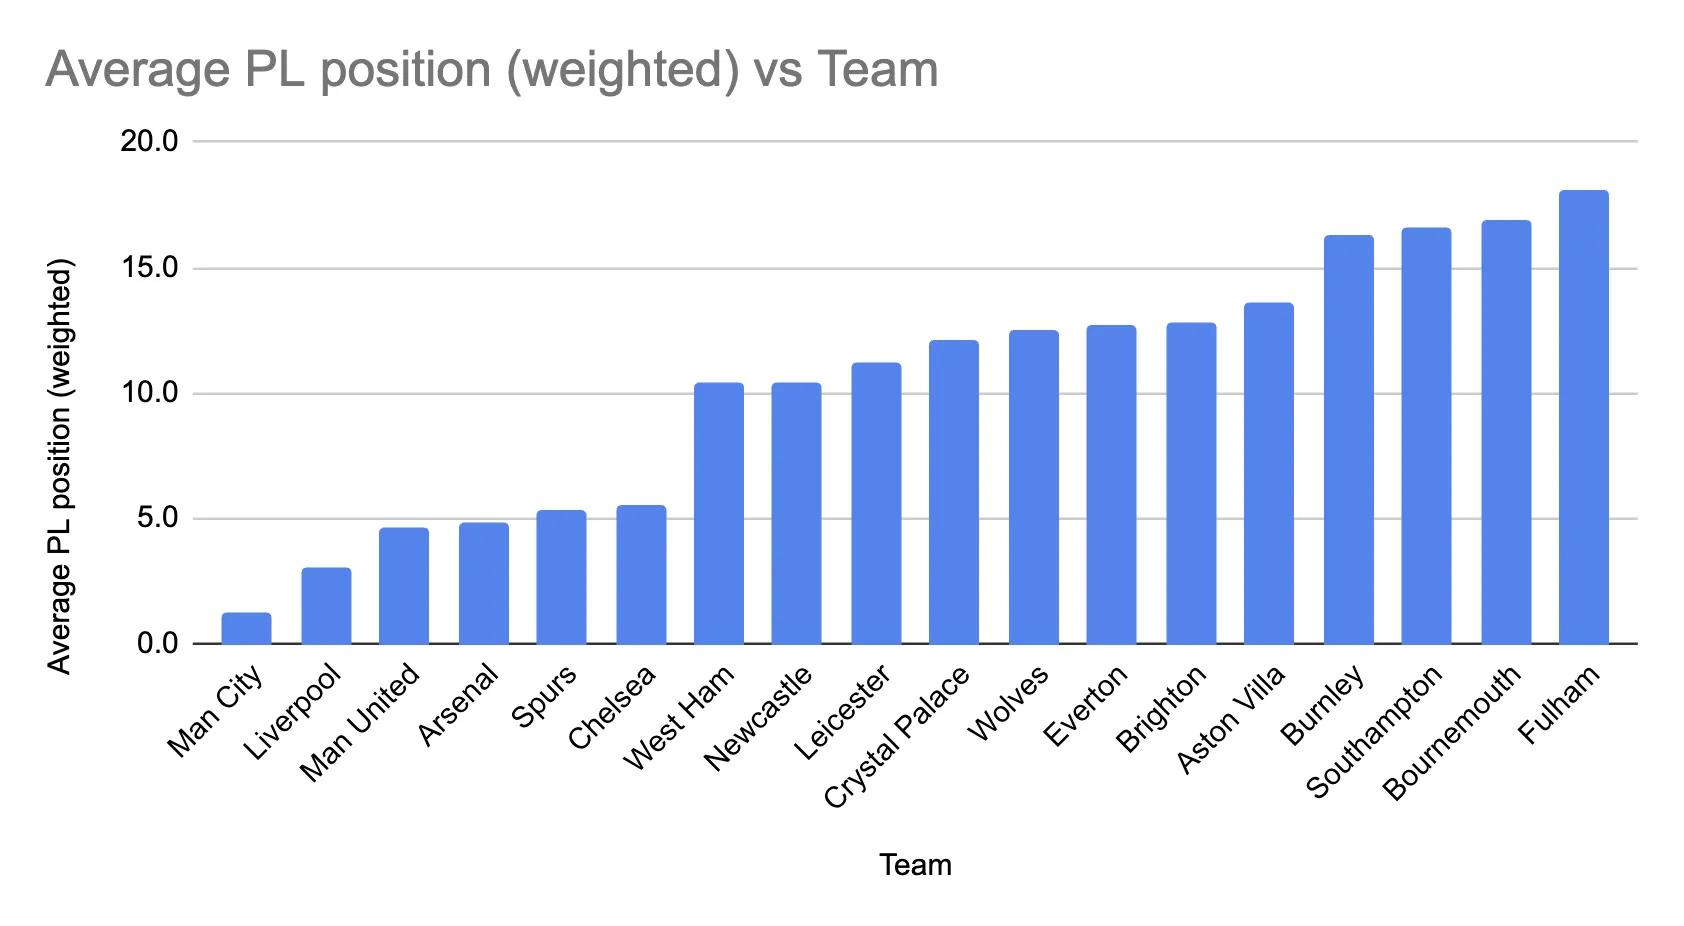 Average PL position (weighted) vs Team
Average PL position (weighted)
20.0
15.0
10.0
5.0
0.0
Man City
Liverpool
Man United
Arsenal
Spurs
Chelsea
West Ham
Newcastle
Leicester
Crystal Palace
Wolves
Everton
Brighton
Aston Villa
Burnley
Southampton
Bournemouth
Fulham
Team